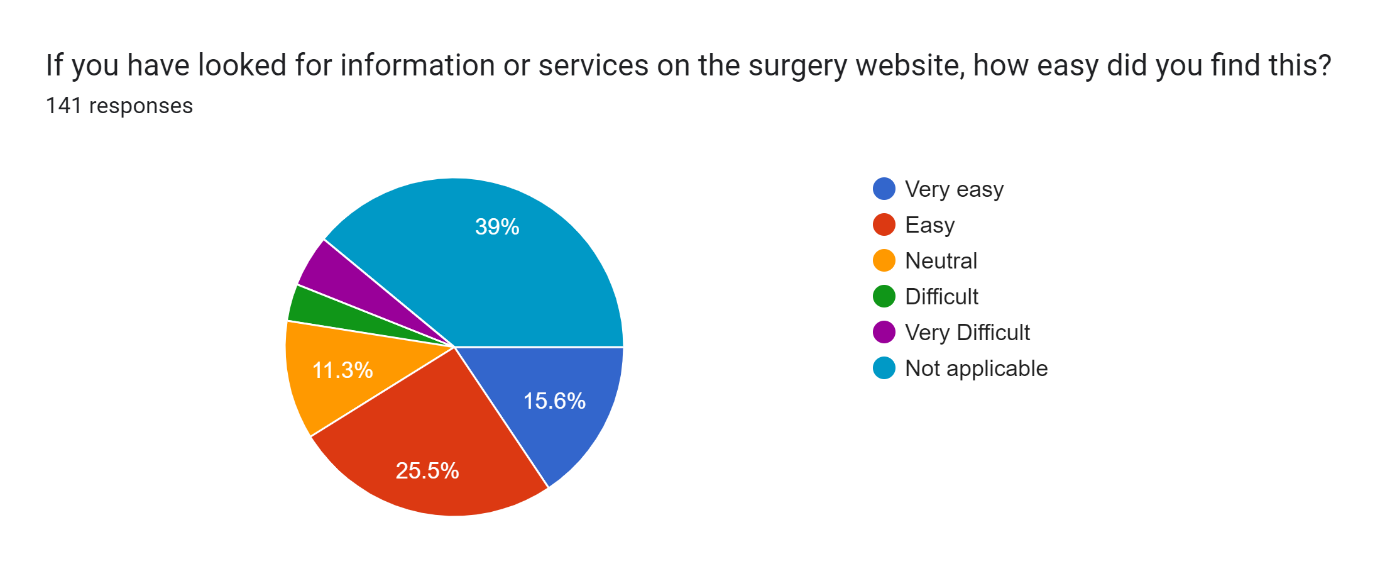 If you have looked for information or services on the surgery website, how easy did you find this?
141 responses
39%
11.3%
15.6%
25.5%
Very easy
Easy
Neutral
Difficult
Very Difficult
Not applicable